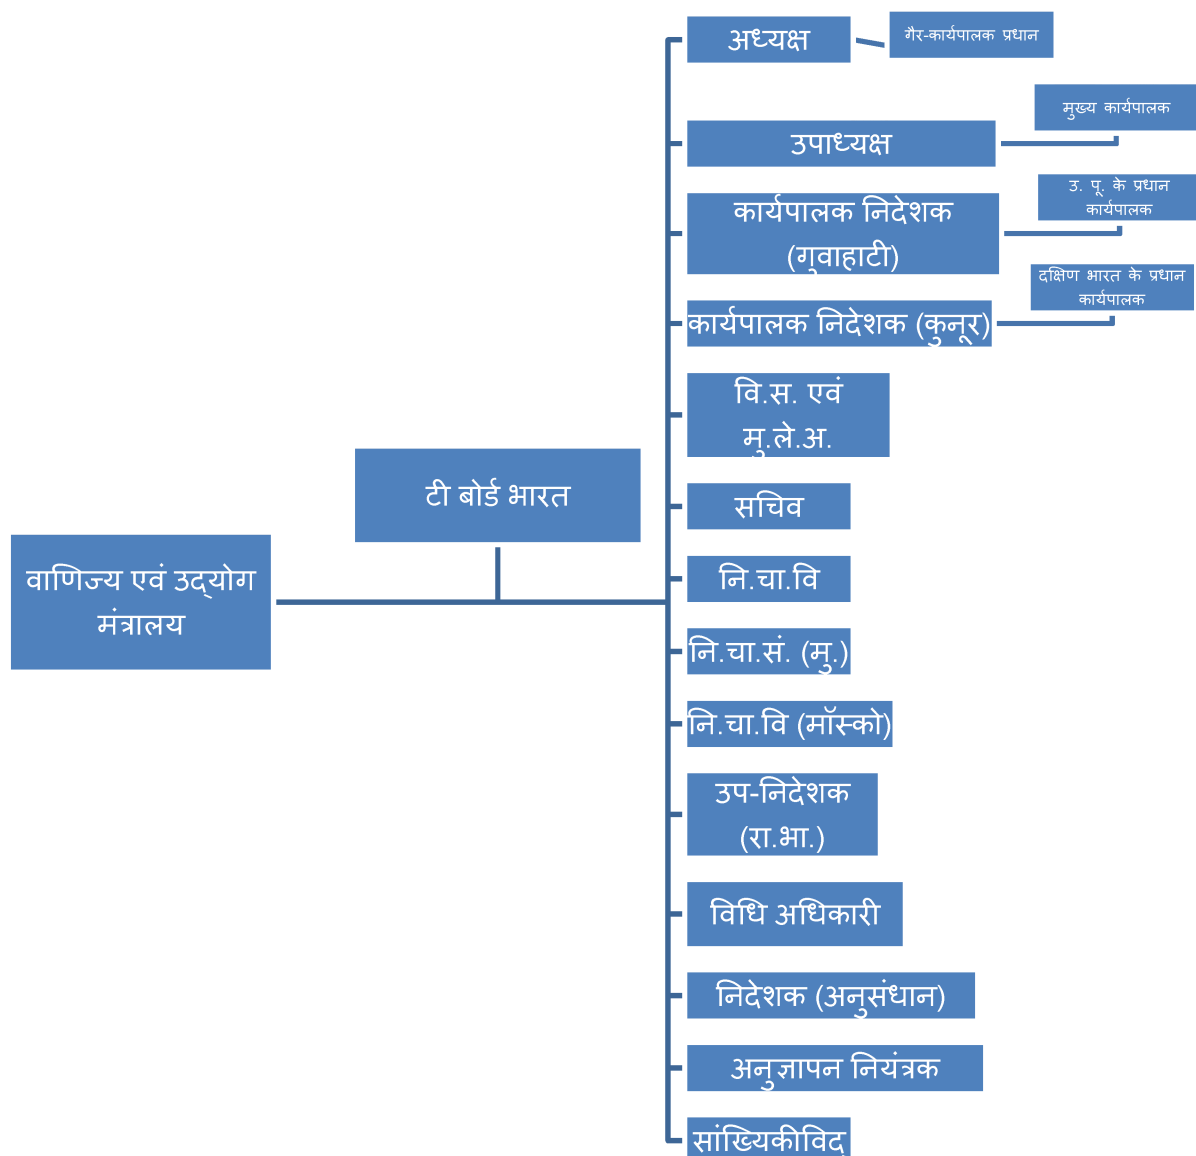 अध्यक्ष
गैर-कार्यपालक प्रधान
मुख्य कार्यपालक
उपाध्यक्ष
उ. पू. के प्रधान
कार्यपालक
कार्यपालक निदेशक
(गुवाहाटी)
दक्षिण भारत के प्रधान
कार्यपालक
कार्यपालक निदेशक (कुनूर)
वि.स. एवं
मु.ले.अ.
टी बोर्ड भारत
सचिव
वाणिज्य एवं उद्योग
मंत्रालय
नि.चा.वि
नि.चा.सं. (मु.)
नि.चा.वि (मॉस्को)
उप-निदेशक
(रा.भा.)
विधि अधिकारी
निदेशक (अनुसंधान)
अनुज्ञापन नियंत्रक
सांख्यिकीविद्